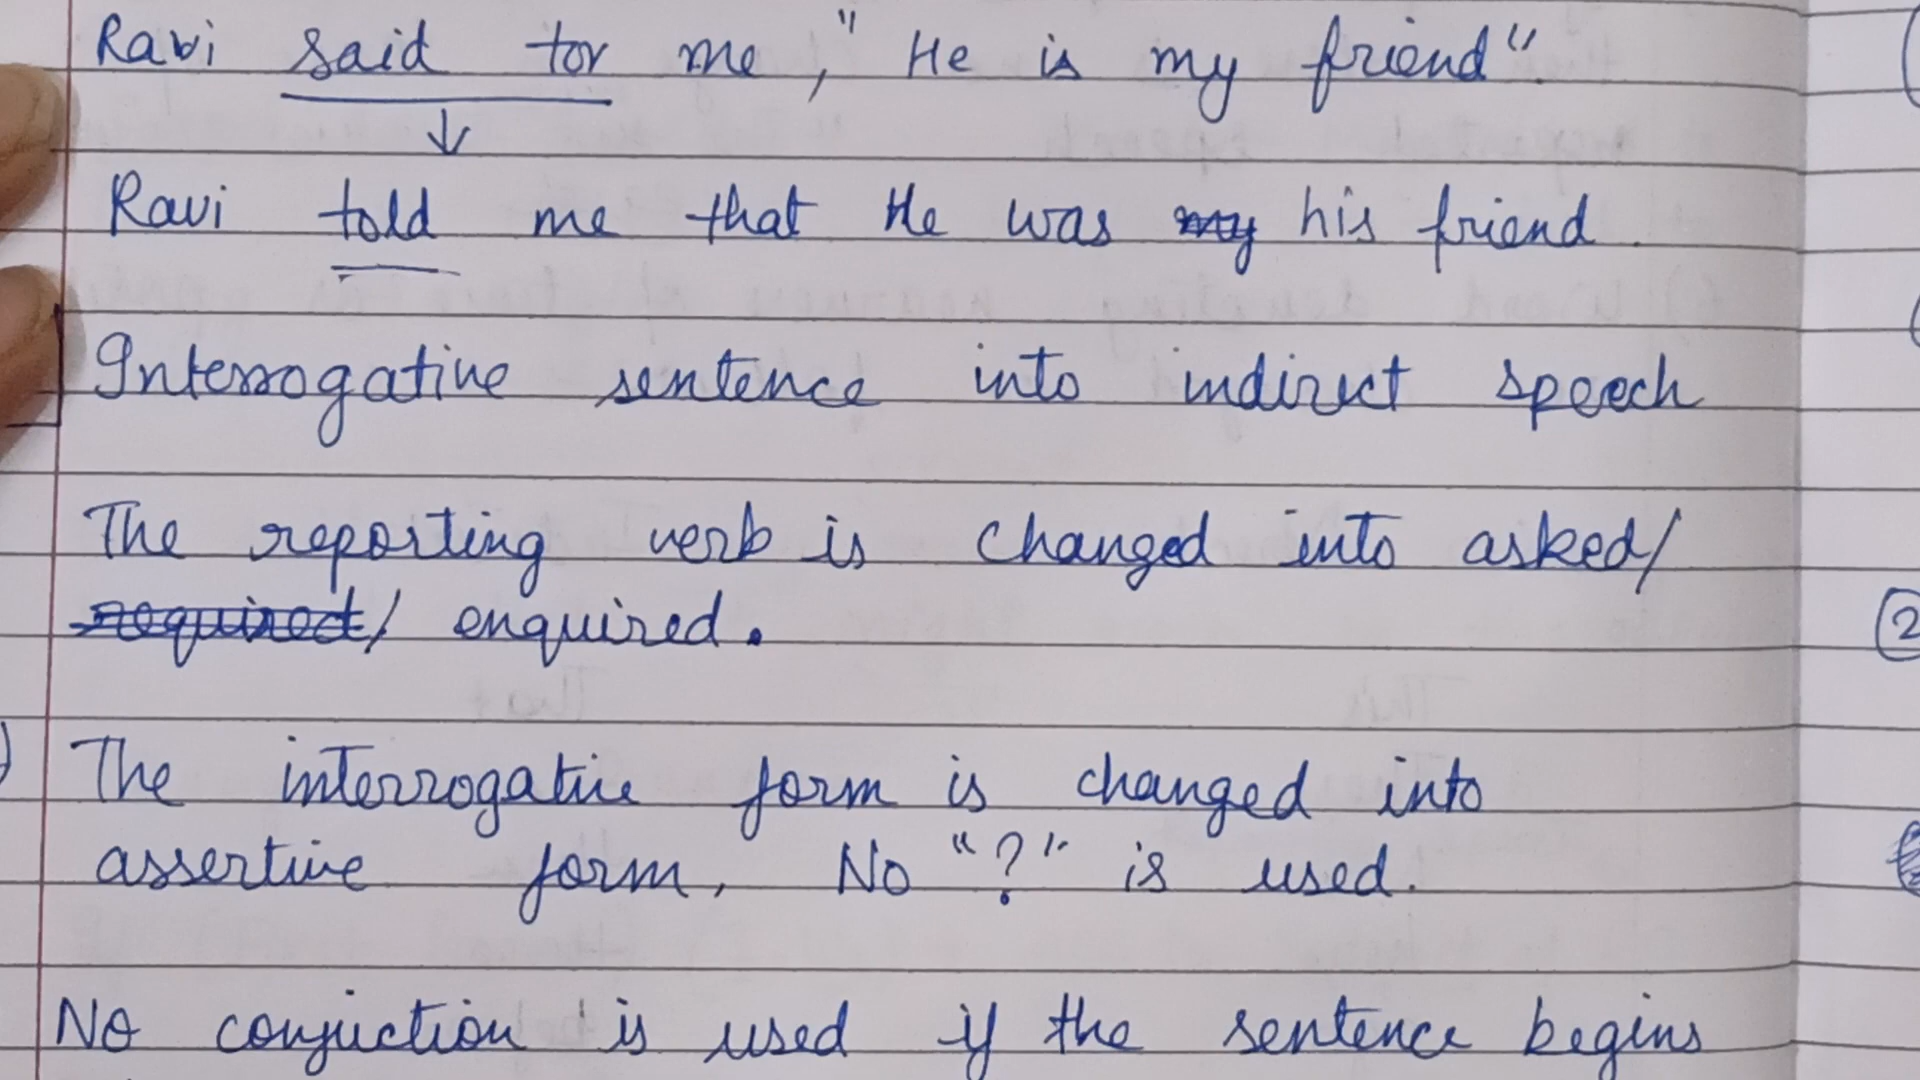 Ravi said to me, " He is my friend".
↓
Ravi told me that He was my his friend.
Interrogative sentence into indirect speech
The reporting verb is changed into asked/
required/ enquired.
The interrogative form is changed into
assertive form, No "?" is used.
No conjuction is used if the sentence begins
2